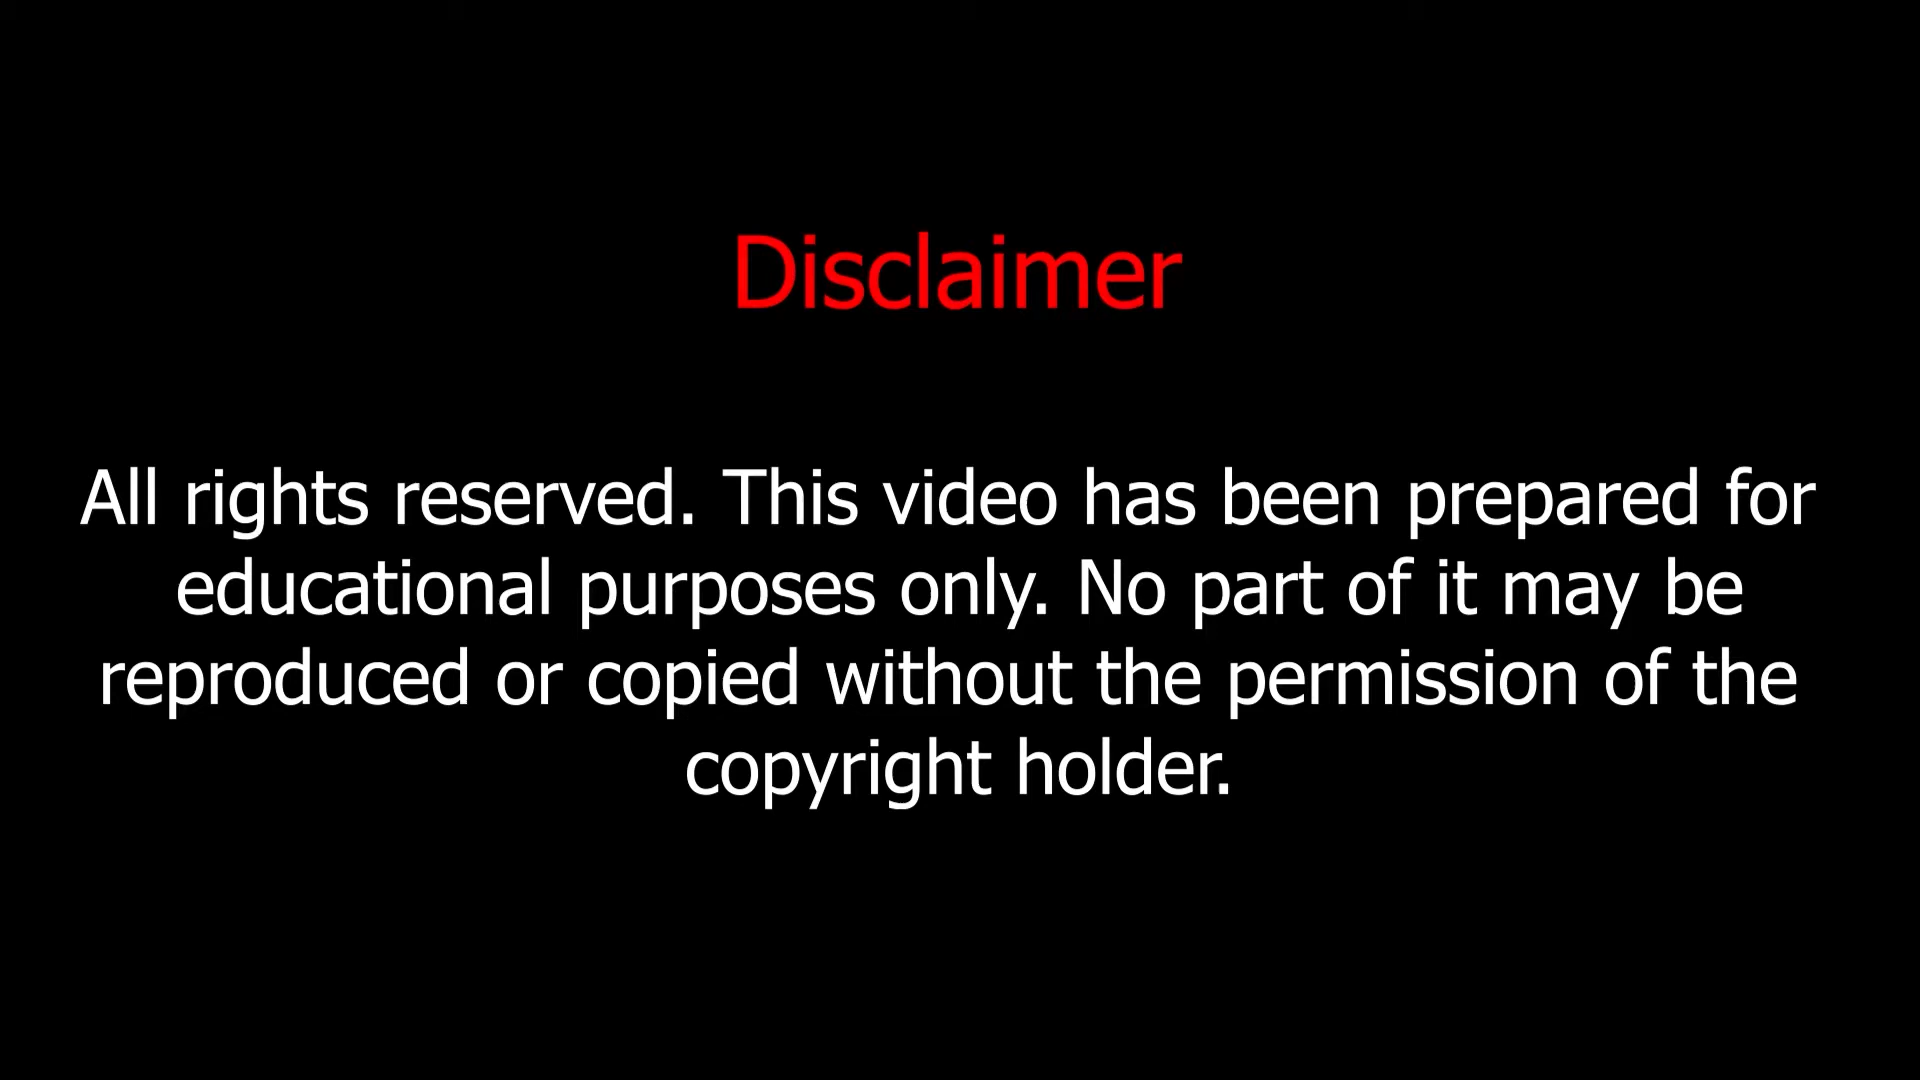 Disclaimer
All rights reserved. This video has been prepared for
educational purposes only. No part of it may be
reproduced or copied without the permission of the
copyright holder.